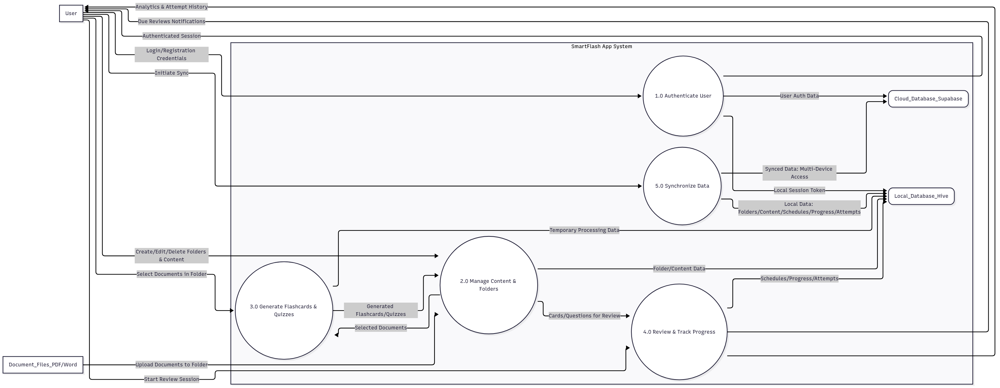 Analytics & Attempt History
User
Due Reviews Notifications
Authenticated Session
SmartFlash App System
Login/Registration
Credentials
Initiate Sync
1.0 Authenticate User
User Auth Data
Cloud_Database_Supabase
Synced Data: Multi-Device
Access
5.0 Synchronize Data
Local Session Token
Local_Database_Hive
Local Data:
Folders/Content/Schedules/Progress/Attempts
Temporary Processing Data
Create/Edit/Delete Folders
& Content
Folder/Content Data
Select Documents in Folder
Schedules/Progress/Attempts
2.0 Manage Content &
Folders
3.0 Generate Flashcards &
Quizzes
Generated
Flashcards/Quizzes
Cards/Questions for Review
Selected Documents
4.0 Review & Track Progress
Document_Files_PDF/Word
Upload Documents to Folder
Start Review Session